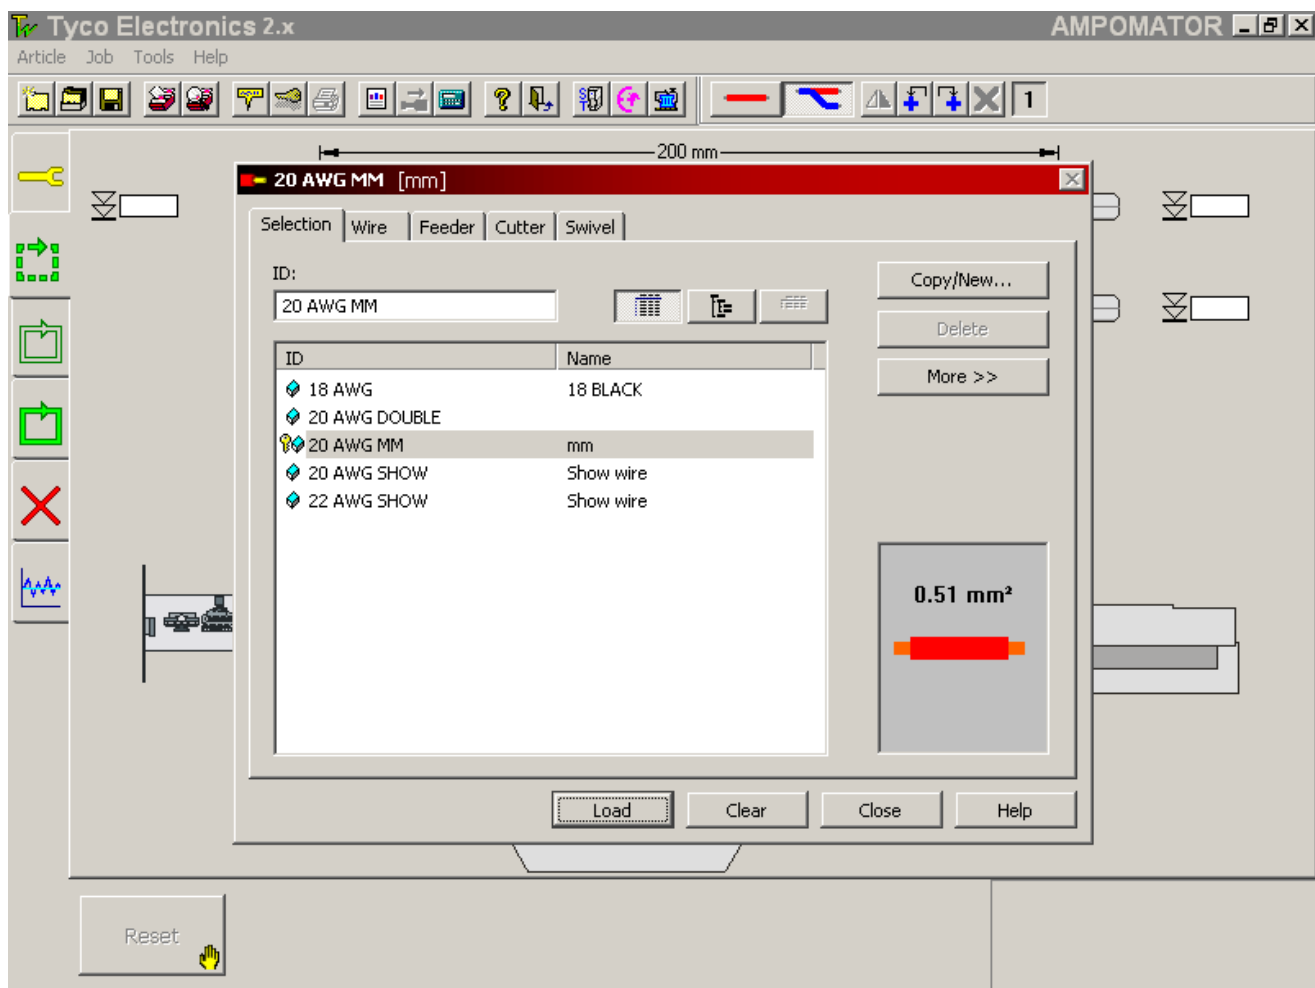 Tyco Electronics 2.x AMPOMATOR
Article Job Tools Help
1
200 mm
20 AWG MM [mm]
Selection Wire Feeder Cutter Swivel
ID:
20 AWG MM
Copy/New...
Delete
More >>
ID Name
18 AWG 18 BLACK
20 AWG DOUBLE
20 AWG MM mm
20 AWG SHOW Show wire
22 AWG SHOW Show wire
0.51 mm²
Load Clear Close Help
Reset